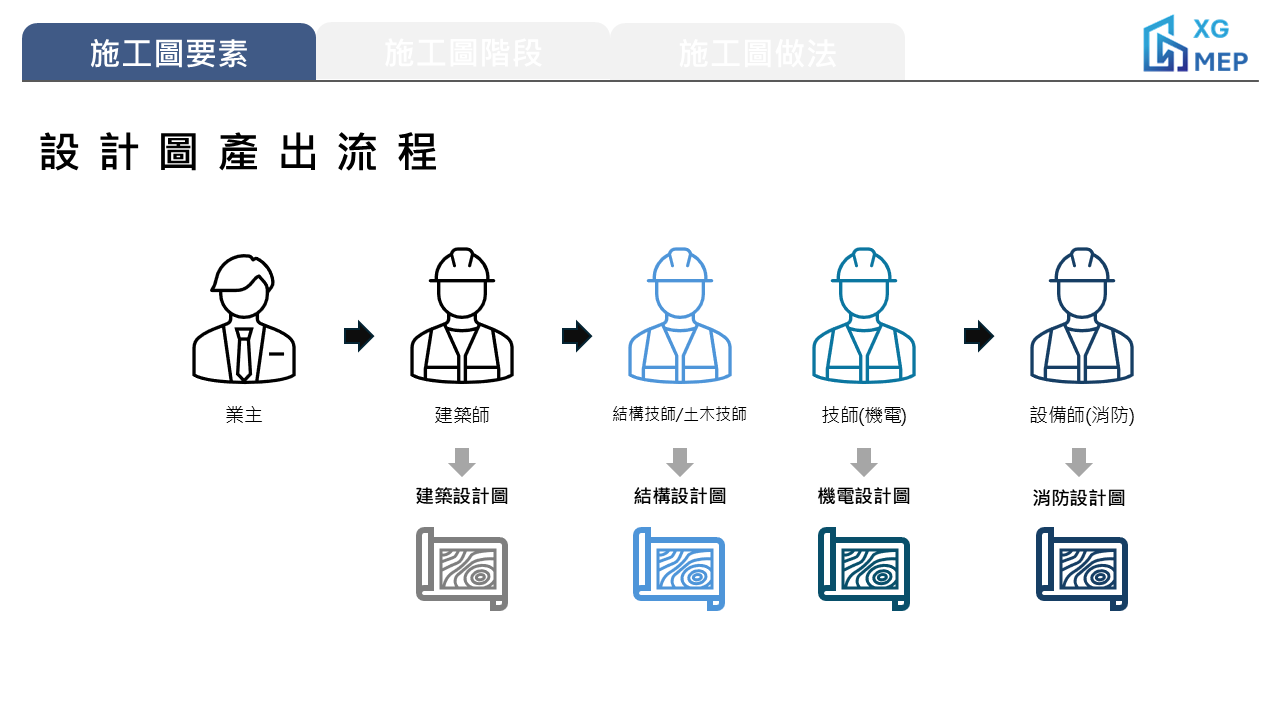 施工圖要素
施工圖階段
施工圖做法
XG
MEP
設計圖產出流程
業主
建築師
結構技師/土木技師
技師(機電)
設備師(消防)
建築設計圖
結構設計圖
機電設計圖
消防設計圖